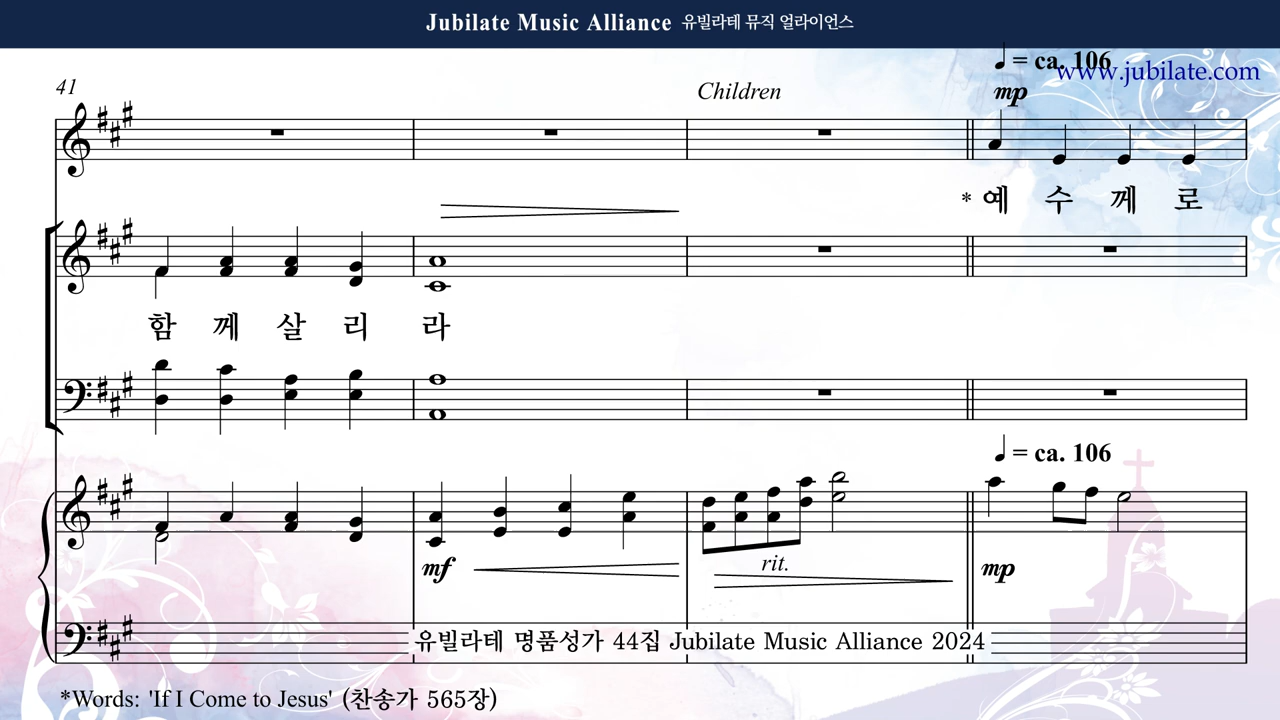 Jubilate Music Alliance 유빌라테 뮤직 얼라이언스
♩ = ca. 106
www.jubilate.com
41
Children
mp
* 예 수 께 로
함 께 살 리 라
♩ = ca. 106
mf
rit.
mp
유빌라테 명품성가 44집 Jubilate Music Alliance 2024
*Words: 'If I Come to Jesus' (찬송가 565장)